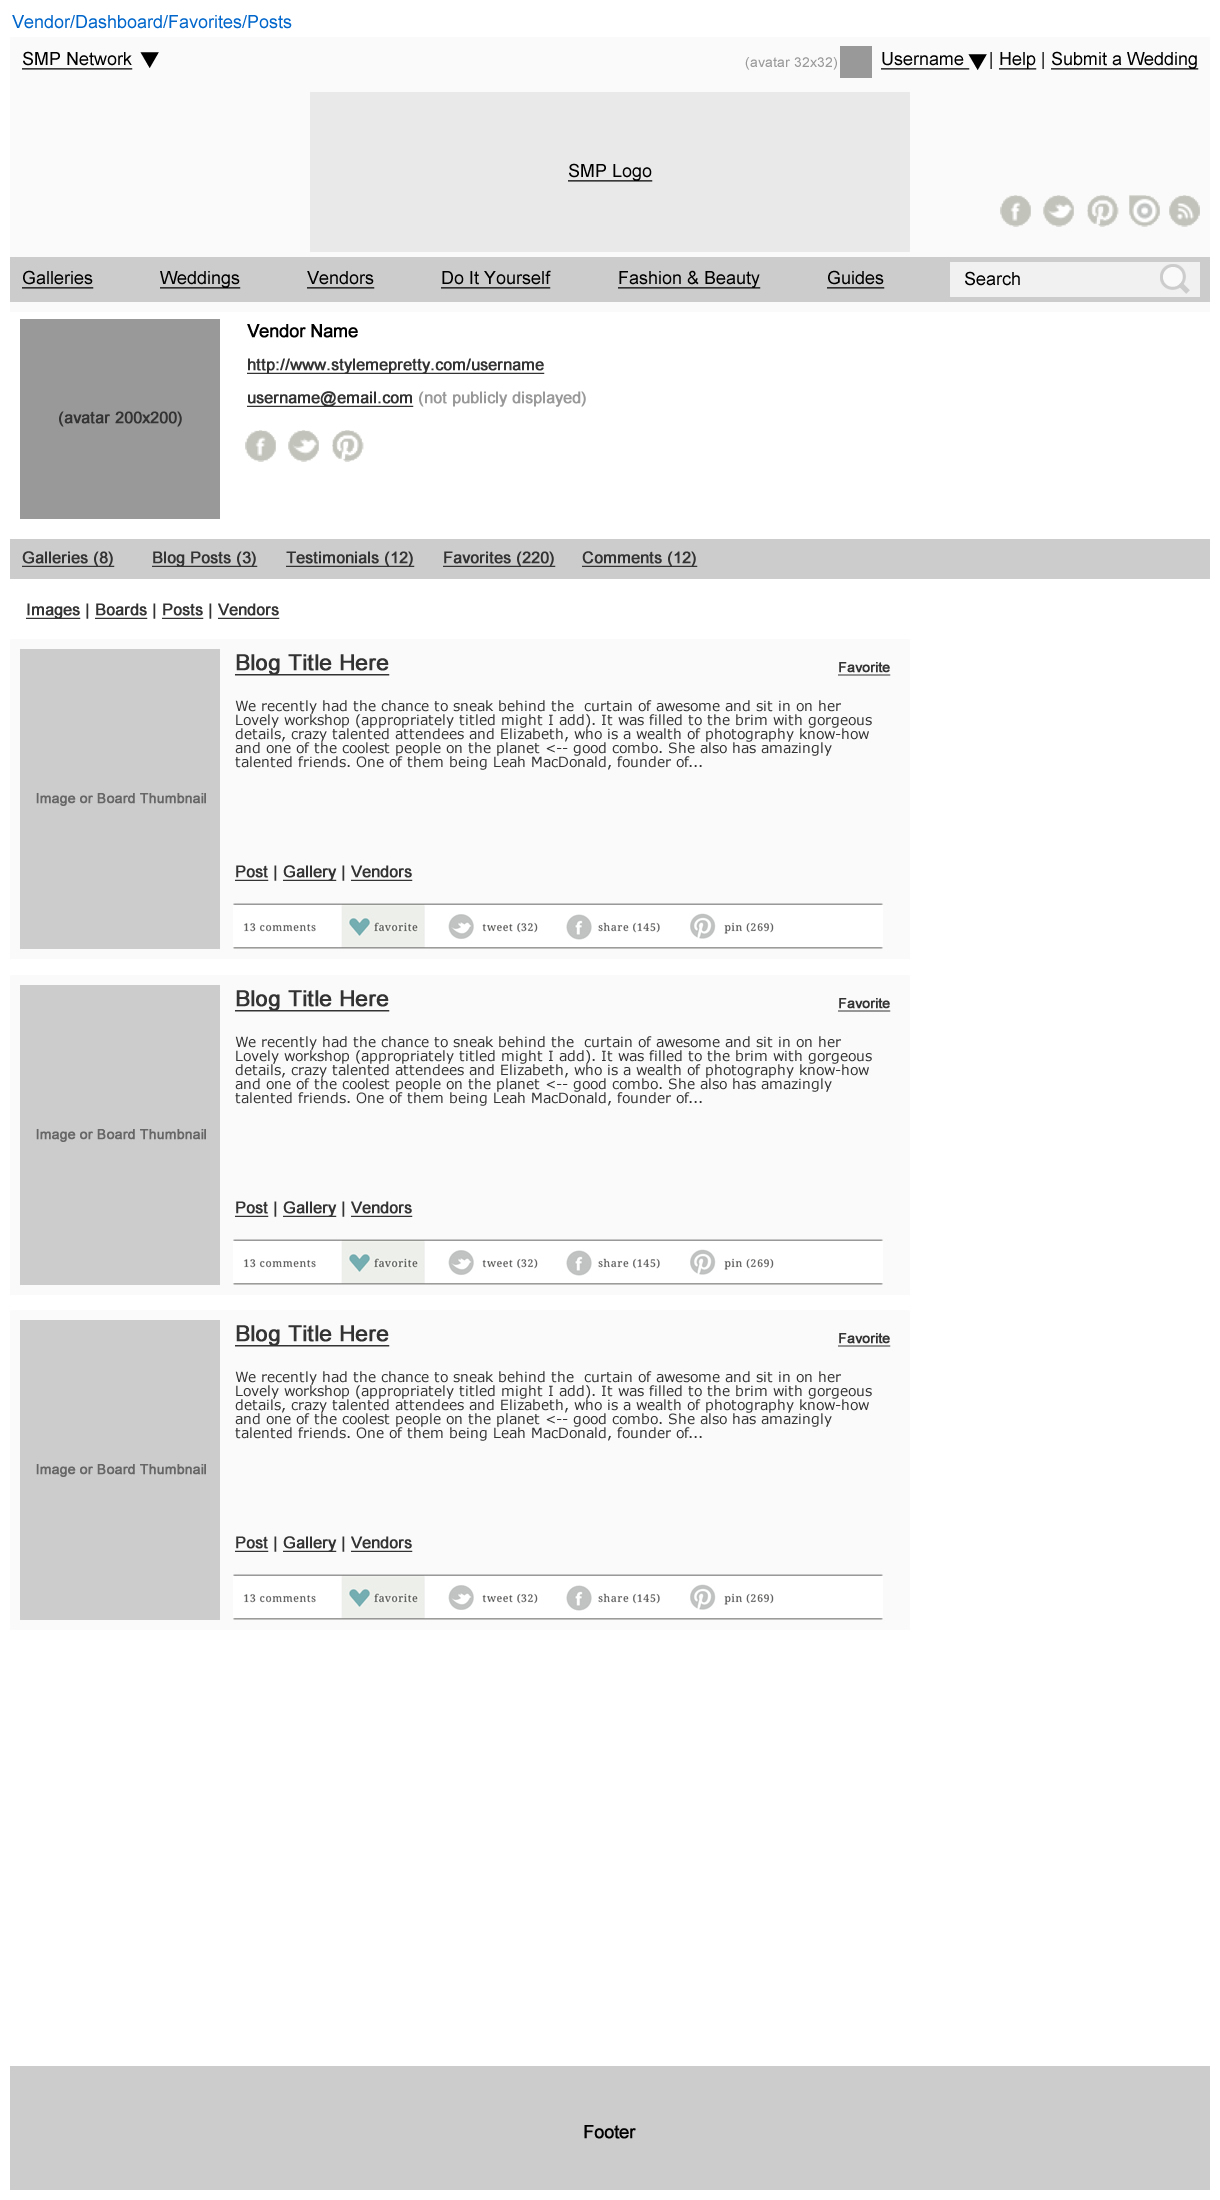 Vendor/Dashboard/Favorites/Posts
SMP Network
(avatar 32x32) Username | Help | Submit a Wedding
SMP Logo
Galleries Weddings Vendors Do It Yourself Fashion & Beauty Guides Search
(avatar 200x200)
Vendor Name
http://www.stylemepretty.com/username
username@email.com (not publicly displayed)
Galleries (8) Blog Posts (3) Testimonials (12) Favorites (220) Comments (12)
Images | Boards | Posts | Vendors
Image or Board Thumbnail
Blog Title Here Favorite
We recently had the chance to sneak behind the  curtain of awesome and sit in on her
Lovely workshop (appropriately titled might I add). It was filled to the brim with gorgeous
details, crazy talented attendees and Elizabeth, who is a wealth of photography know-how
and one of the coolest people on the planet <-- good combo. She also has amazingly
talented friends. One of them being Leah MacDonald, founder of...
Post | Gallery | Vendors
13 comments favorite tweet (32) share (145) pin (269)
Image or Board Thumbnail
Blog Title Here Favorite
We recently had the chance to sneak behind the  curtain of awesome and sit in on her
Lovely workshop (appropriately titled might I add). It was filled to the brim with gorgeous
details, crazy talented attendees and Elizabeth, who is a wealth of photography know-how
and one of the coolest people on the planet <-- good combo. She also has amazingly
talented friends. One of them being Leah MacDonald, founder of...
Post | Gallery | Vendors
13 comments favorite tweet (32) share (145) pin (269)
Image or Board Thumbnail
Blog Title Here Favorite
We recently had the chance to sneak behind the  curtain of awesome and sit in on her
Lovely workshop (appropriately titled might I add). It was filled to the brim with gorgeous
details, crazy talented attendees and Elizabeth, who is a wealth of photography know-how
and one of the coolest people on the planet <-- good combo. She also has amazingly
talented friends. One of them being Leah MacDonald, founder of...
Post | Gallery | Vendors
13 comments favorite tweet (32) share (145) pin (269)
Footer